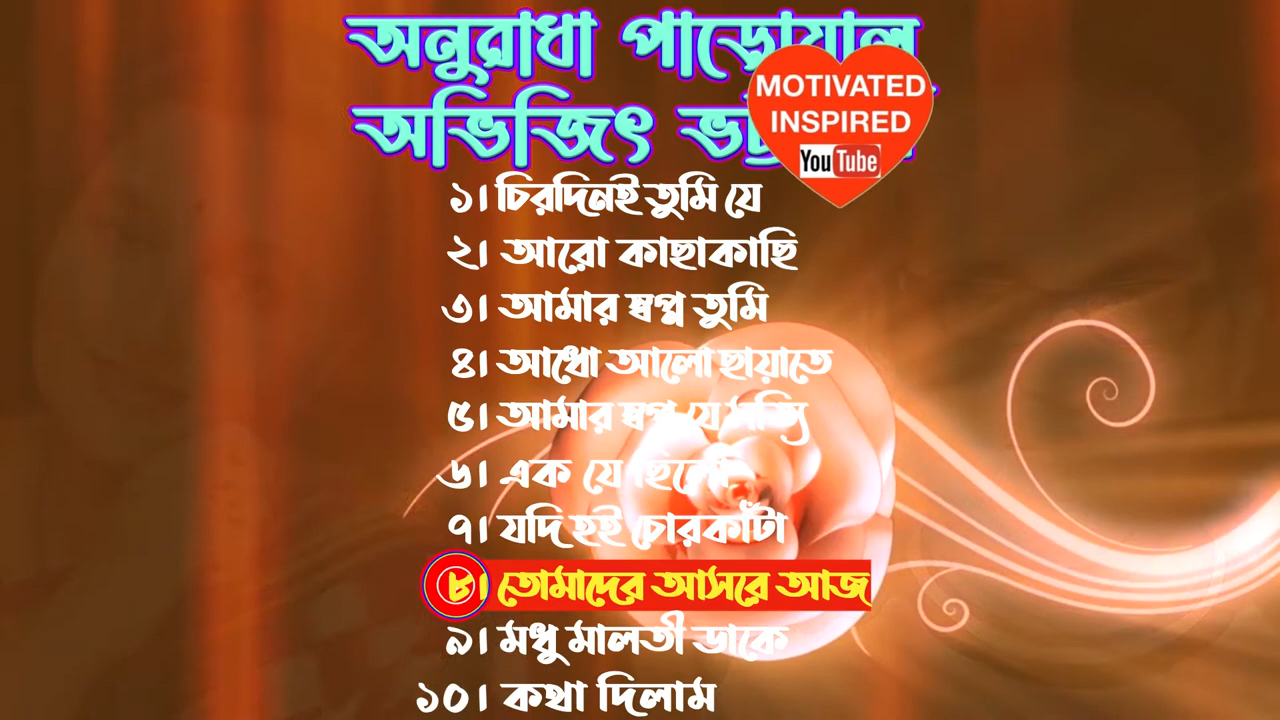 অনুরাধা পাড়োয়াল
অভিজিৎ
MOTIVATED
INSPIRED
YouTube
১। চিরদিনই তুমি যে
২। আরো কাছাকাছি
৩। আমার স্বপ্ন তুমি
৪। আধো আলো ছায়াতে
৫। আমার স্বপ্ন যে সত্যি
৬। এক যে ছিলো
৭। যদি হই চোরকাঁটা
৮। তোমাদের আসরে আজ
৯। মধু মালতী ডাকে
১০। কথা দিলাম